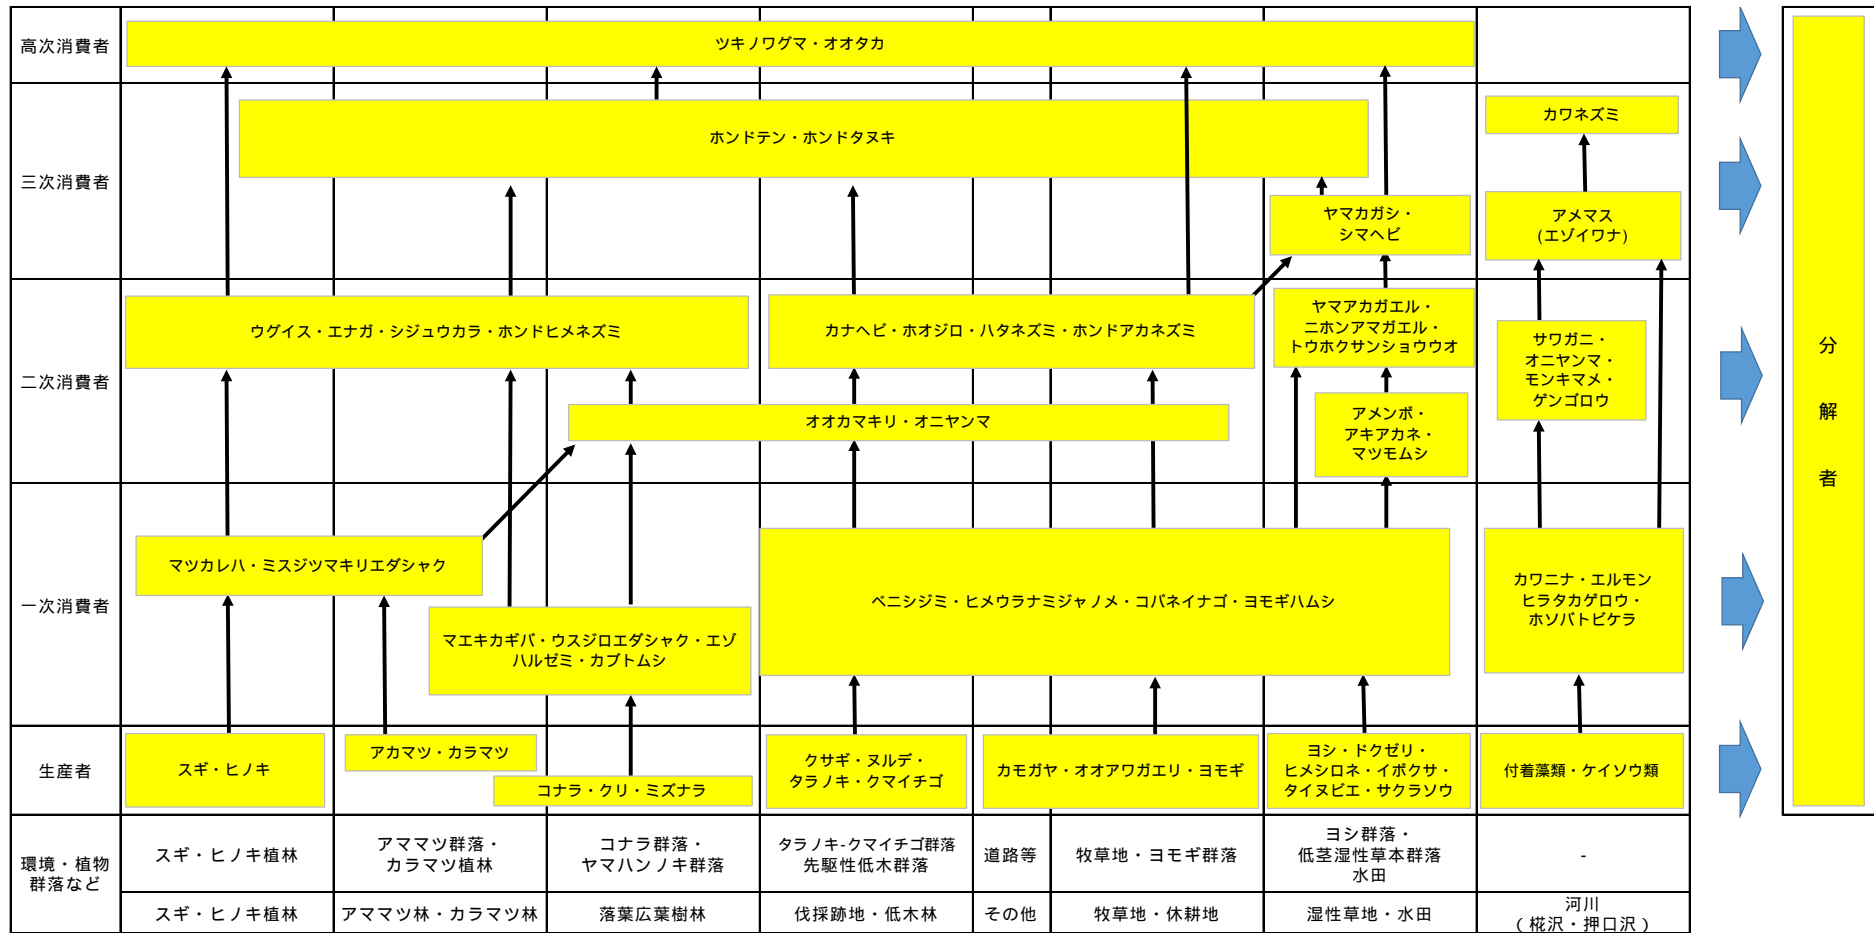 高次消費者
ツキノワグマ・オオタカ
三次消費者
ホンドテン・ホンドタヌキ
カワネズミ
ヤマカガシ・
シマヘビ
アメマス
(エゾイワナ)
二次消費者
ウグイス・エナガ・シジュウカラ・ホンドヒメネズミ
カナヘビ・ホオジロ・ハタネズミ・ホンドアカネズミ
ヤマアカガエル・
ニホンアマガエル・
トウホクサンショウウオ
サワガニ・
オニヤンマ・
モンキマメ・
ゲンゴロウ
オオカマキリ・オニヤンマ
アメンボ・
アキアカネ・
マツモムシ
一次消費者
マツカレハ・ミスジツマキリエダシャク
マエキカギバ・ウスジロエダシャク・エゾ
ハルゼミ・カブトムシ
ベニシジミ・ヒメウラナミジャノメ・コバネイナゴ・ヨモギハムシ
カワニナ・エルモン
ヒラタカゲロウ・
ホソバトビケラ
生産者
スギ・ヒノキ
アカマツ・カラマツ
コナラ・クリ・ミズナラ
クサギ・ヌルデ・
タラノキ・クマイチゴ
カモガヤ・オオアワガエリ・ヨモギ
ヨシ・ドクゼリ・
ヒメシロネ・イボクサ・
タイヌビエ・サクラソウ
付着藻類・ケイソウ類
環境・植物
群落など
スギ・ヒノキ植林
アママツ群落・
カラマツ植林
コナラ群落・
ヤマハンノキ群落
タラノキ-クマイチゴ群落
先駆性低木群落
道路等
牧草地・ヨモギ群落
ヨシ群落・
低茎湿性草本群落
水田
-
スギ・ヒノキ植林
アママツ林・カラマツ林
落葉広葉樹林
伐採跡地・低木林
その他
牧草地・休耕地
湿性草地・水田
河川
(椛沢・押口沢)
分
解
者